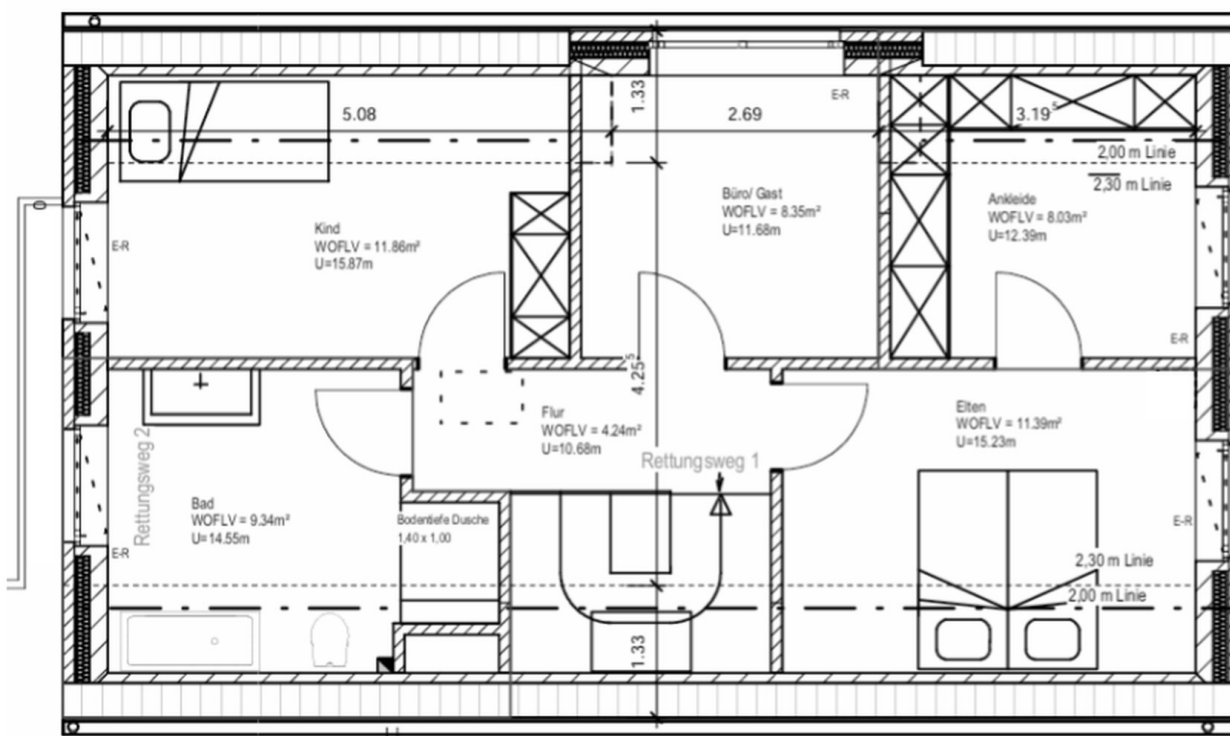 1.33
E-R
5.08
2.69
3.19⁵
2,00 m Linie
2,30 m Linie
Kind
WOFLV = 11.86m²
U=15.87m
Büro/ Gast
WOFLV = 8.35m²
U=11.68m
Ankleide
WOFLV = 8.03m²
U=12.39m
E-R
E-R
4.25⁵
Flur
WOFLV = 4.24m²
U=10.68m
Elten
WOFLV = 11.39m²
U=15.23m
Rettungsweg 1
Rettungsweg 2
Bad
WOFLV = 9.34m²
U=14.55m
Bodentiefe Dusche
1,40 x 1,00
E-R
E-R
2,30 m Linie
2,00 m Linie
1.33